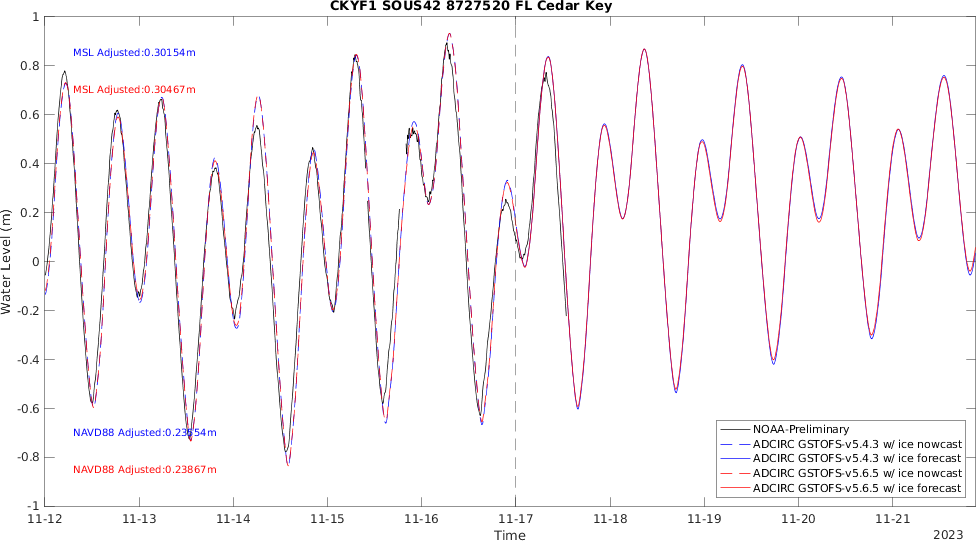 CKYF1 SOUS42 8727520 FL Cedar Key
1
0.8
0.6
0.4
0.2
0
-0.2
-0.4
-0.6
-0.8
-1
Water Level (m)
MSL Adjusted:0.30154m
MSL Adjusted:0.30467m
NAVD88 Adjusted:0.23554m
NAVD88 Adjusted:0.23867m
NOAA-Preliminary
ADCIRC GSTOFS-v5.4.3 w/ ice nowcast
ADCIRC GSTOFS-v5.4.3 w/ ice forecast
ADCIRC GSTOFS-v5.6.5 w/ ice nowcast
ADCIRC GSTOFS-v5.6.5 w/ ice forecast
11-12 11-13 11-14 11-15 11-16 11-17 11-18 11-19 11-20 11-21
Time
2023